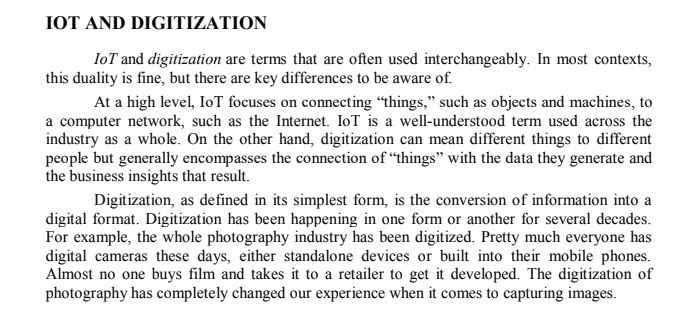 IOT AND DIGITIZATION
IoT and digitization are terms that are often used interchangeably. In most contexts,
this duality is fine, but there are key differences to be aware of.
At a high level, IoT focuses on connecting “things,” such as objects and machines, to
a computer network, such as the Internet. IoT is a well-understood term used across the
industry as a whole. On the other hand, digitization can mean different things to different
people but generally encompasses the connection of “things” with the data they generate and
the business insights that result.
Digitization, as defined in its simplest form, is the conversion of information into a
digital format. Digitization has been happening in one form or another for several decades.
For example, the whole photography industry has been digitized. Pretty much everyone has
digital cameras these days, either standalone devices or built into their mobile phones.
Almost no one buys film and takes it to a retailer to get it developed. The digitization of
photography has completely changed our experience when it comes to capturing images.